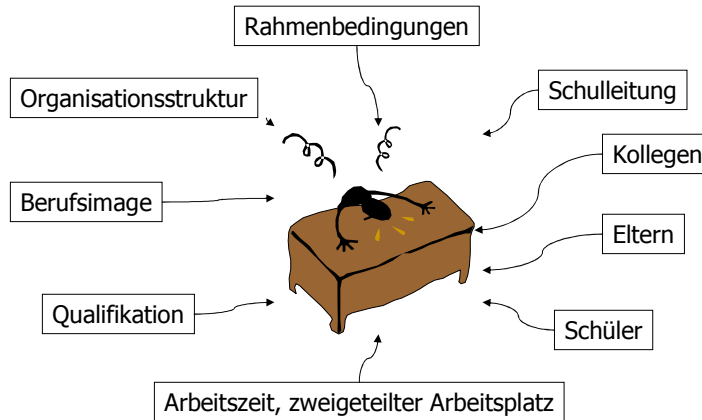 Rahmenbedingungen
Organisationsstruktur
Schulleitung
Kollegen
Berufsimage
Eltern
Qualifikation
Schüler
Arbeitszeit, zweigeteilter Arbeitsplatz